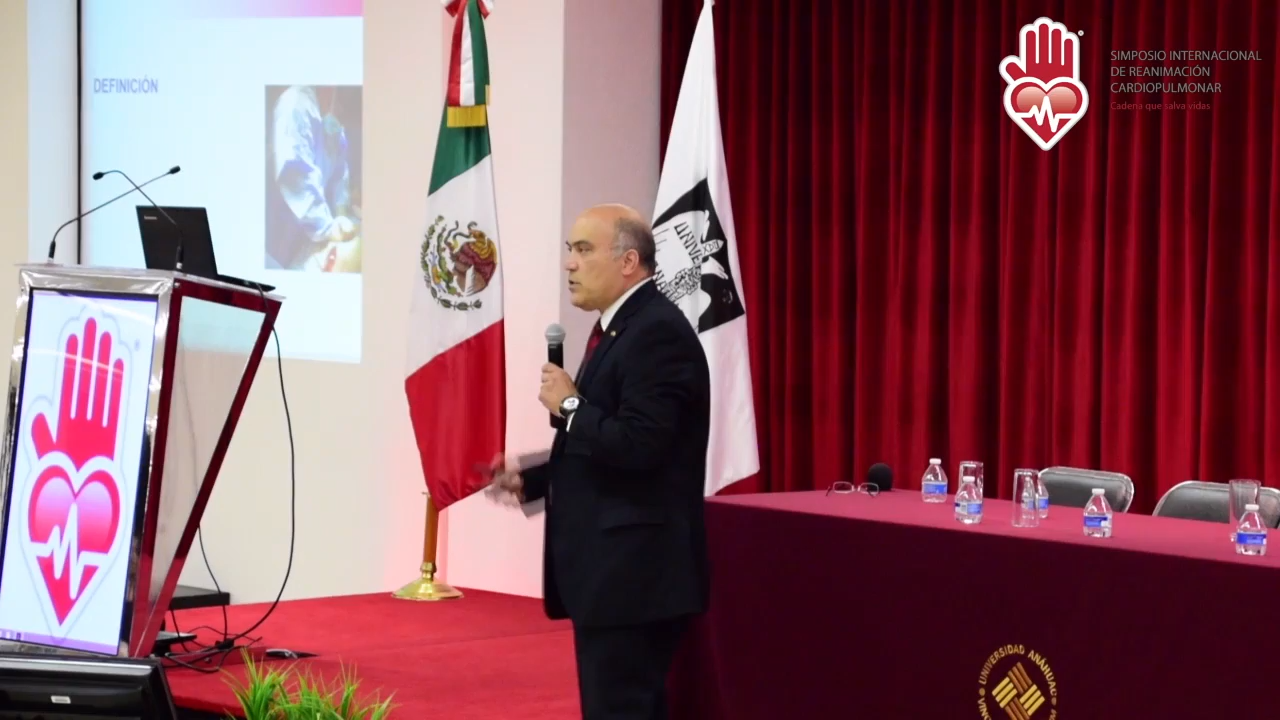 DEFINICIÓN
SIMPOSIO INTERNACIONAL
DE REANIMACIÓN
CARDIOPULMONAR
Cadena que salva vidas
UNIVERSIDAD ANÁHUAC